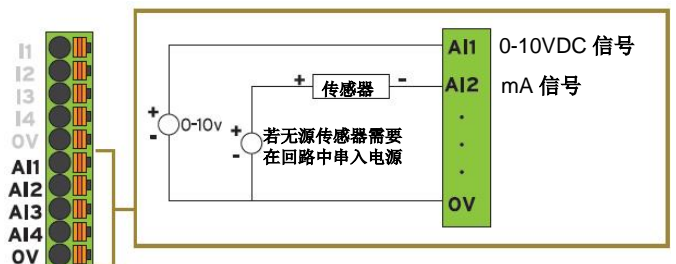 I1
I2
I3
I4
0V
AI1
AI2
AI3
AI4
0V
AI1 0-10VDC 信号
+ 传感器 - AI2 mA 信号
+
-
0-10v
+
-
若无源传感器需要
在回路中串入电源
.
.
.
0V